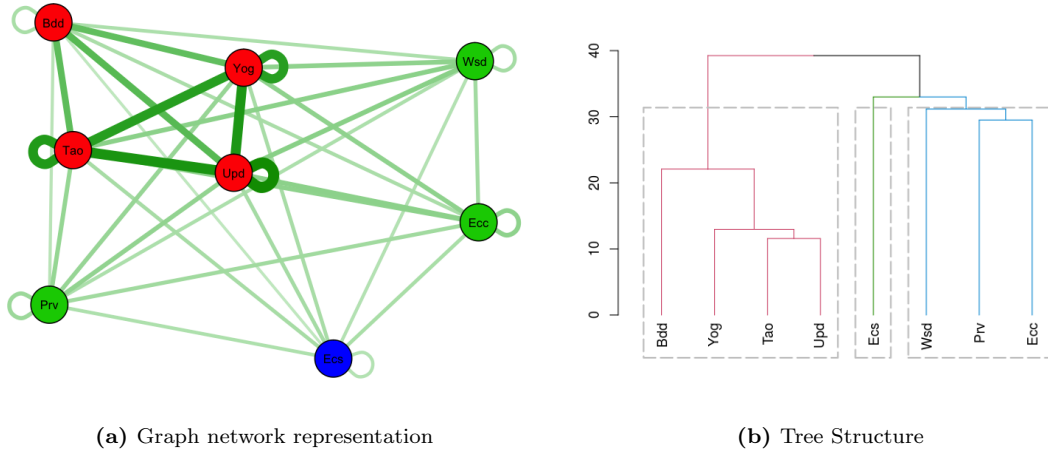 Bdd
Yog
Wsd
Tao
Upd
Ecc
Prv
Ecs
40
30
20
10
0
Bdd
Yog
Tao
Upd
Ecs
Wsd
Prv
Ecc
(a) Graph network representation
(b) Tree Structure